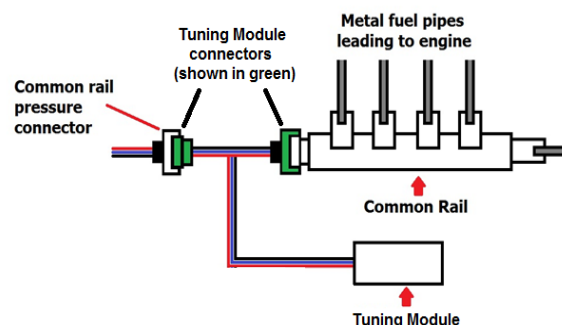 Tuning Module
connectors
(shown in green)
Metal fuel pipes
leading to engine
Common rail
pressure
connector
Common Rail
Tuning Module